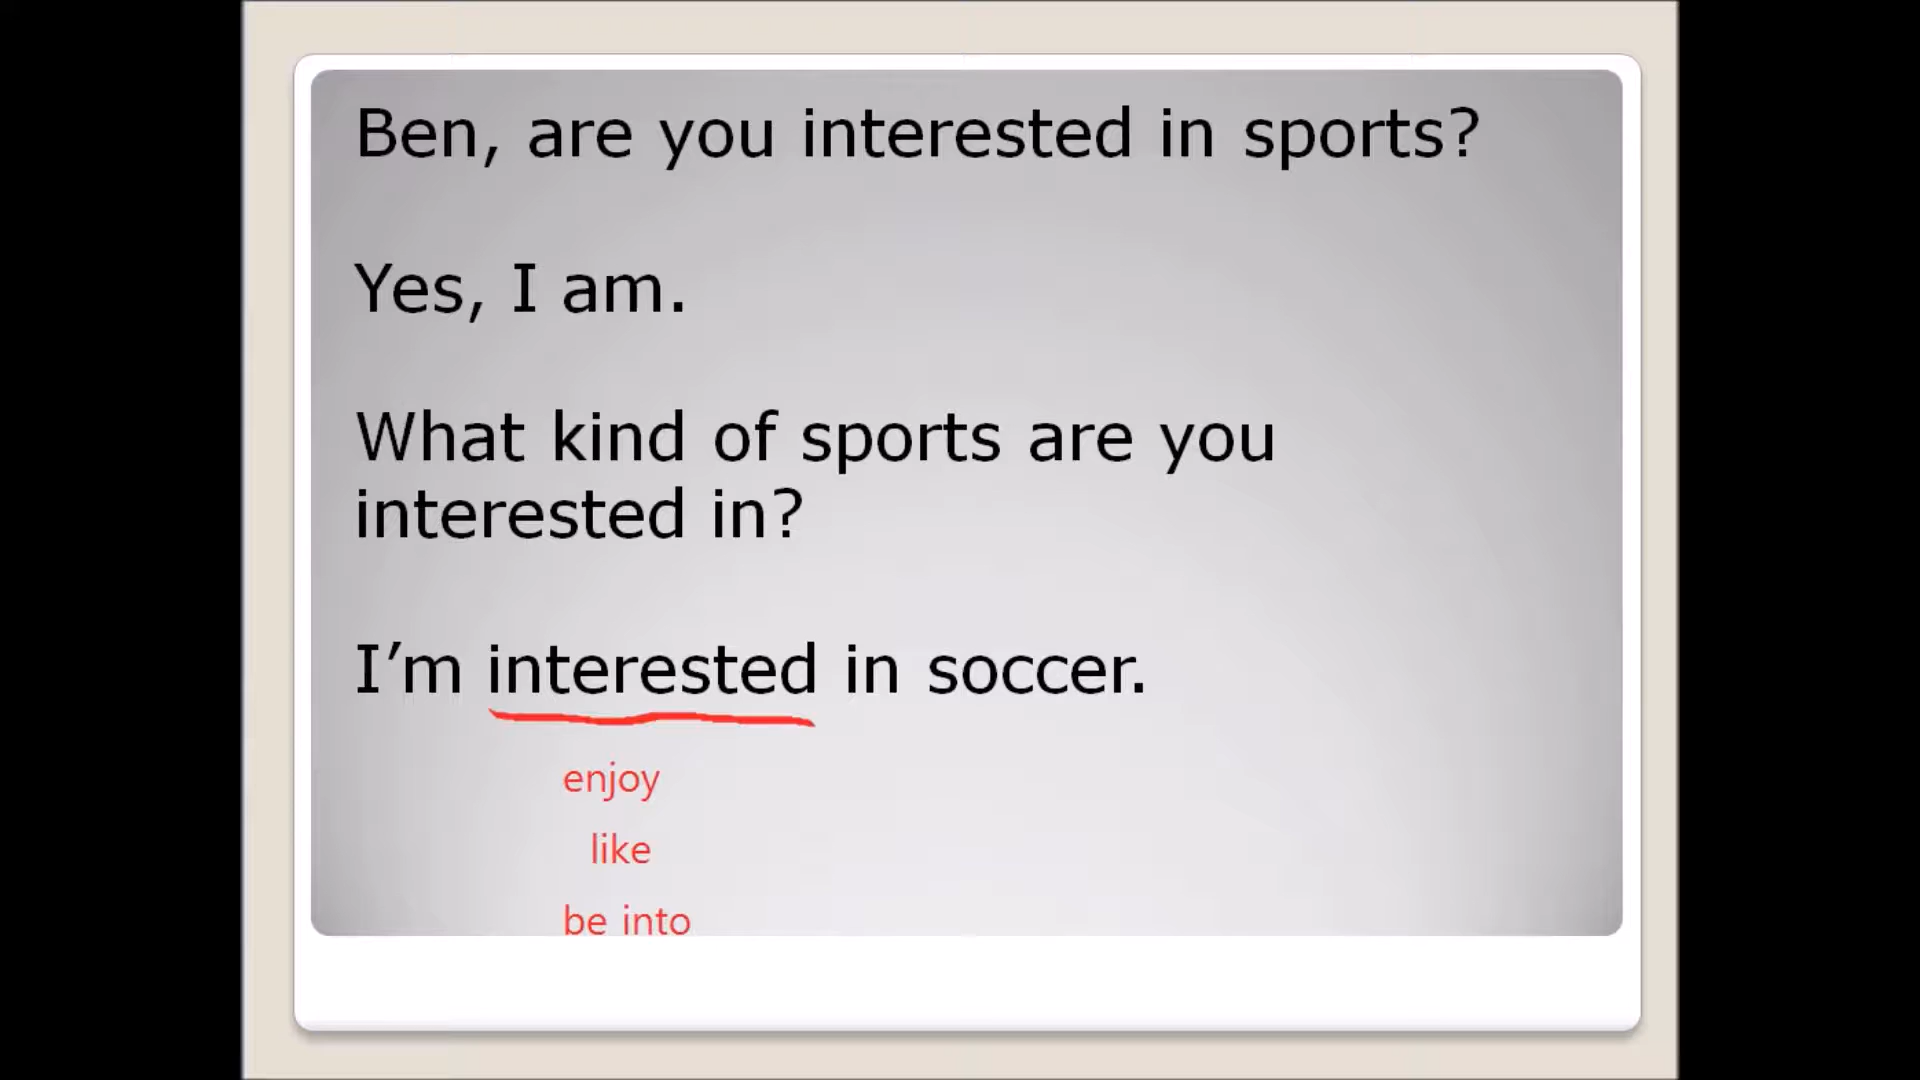 Ben, are you interested in sports?
Yes, I am.
What kind of sports are you
interested in?
I’m interested in soccer.
enjoy
like
be into